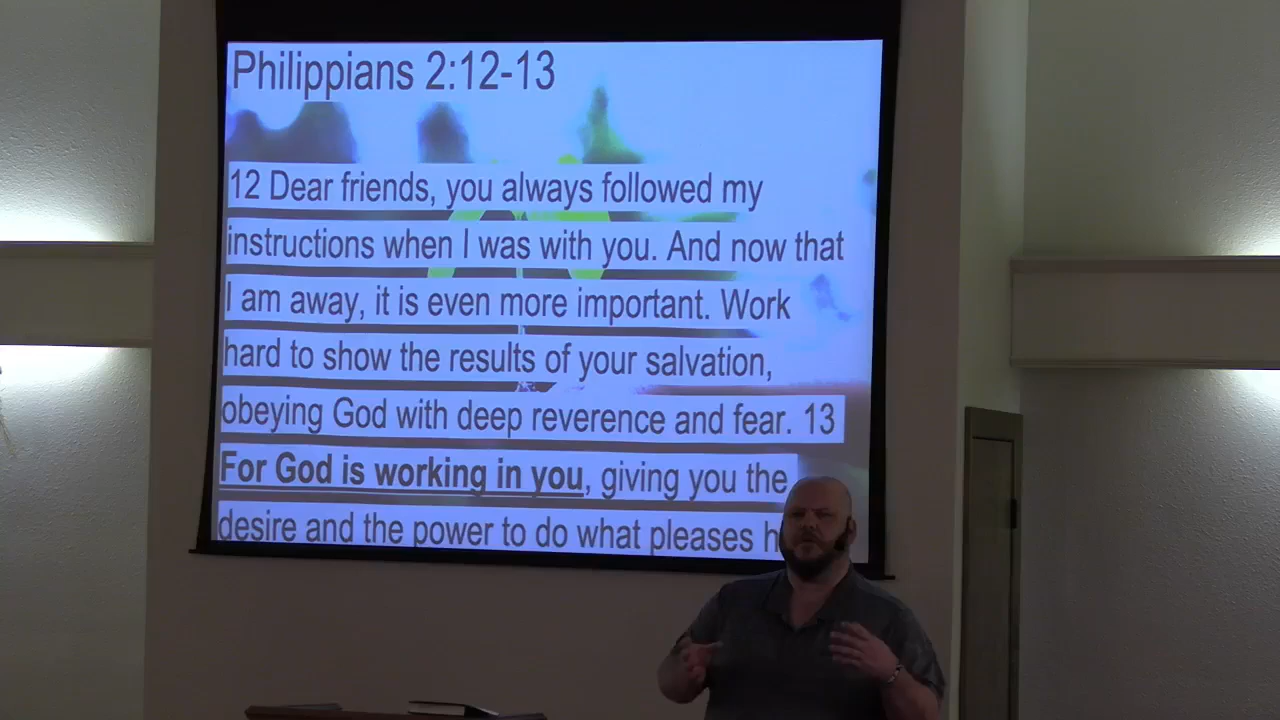 Philippians 2:12-13
12 Dear friends, you always followed my
instructions when I was with you. And now that
I am away, it is even more important. Work
hard to show the results of your salvation,
obeying God with deep reverence and fear. 13
For God is working in you, giving you the
desire and the power to do what pleases